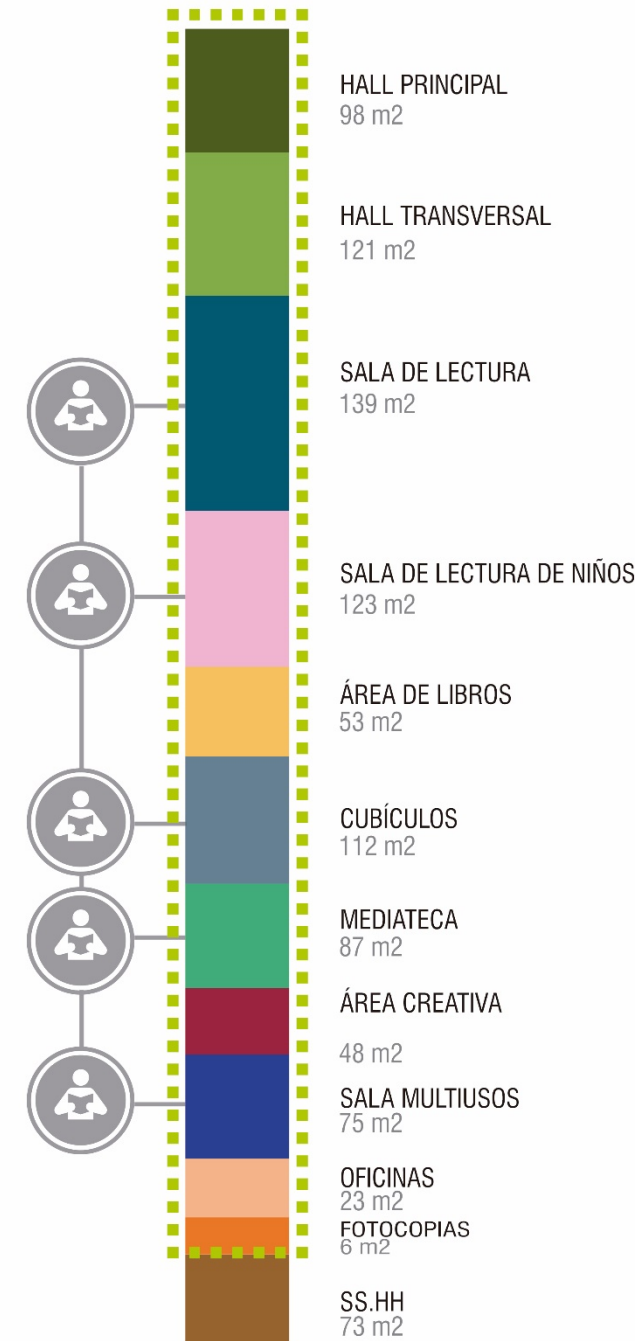 HALL PRINCIPAL
98 m2
HALL TRANSVERSAL
121 m2
SALA DE LECTURA
139 m2
SALA DE LECTURA DE NIÑOS
123 m2
ÁREA DE LIBROS
53 m2
CUBÍCULOS
112 m2
MEDIATECA
87 m2
ÁREA CREATIVA
48 m2
SALA MULTIUSOS
75 m2
OFICINAS
23 m2
FOTOCOPIAS
6 m2
SS.HH
73 m2